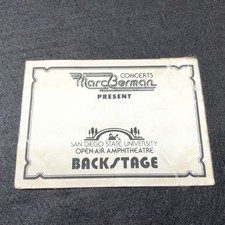 CONCERTS
Marc Berman
PRESENT
SAN DIEGO STATE UNIVERSITY
OPEN-AIR AMPHITHEATRE
BACKSTAGE